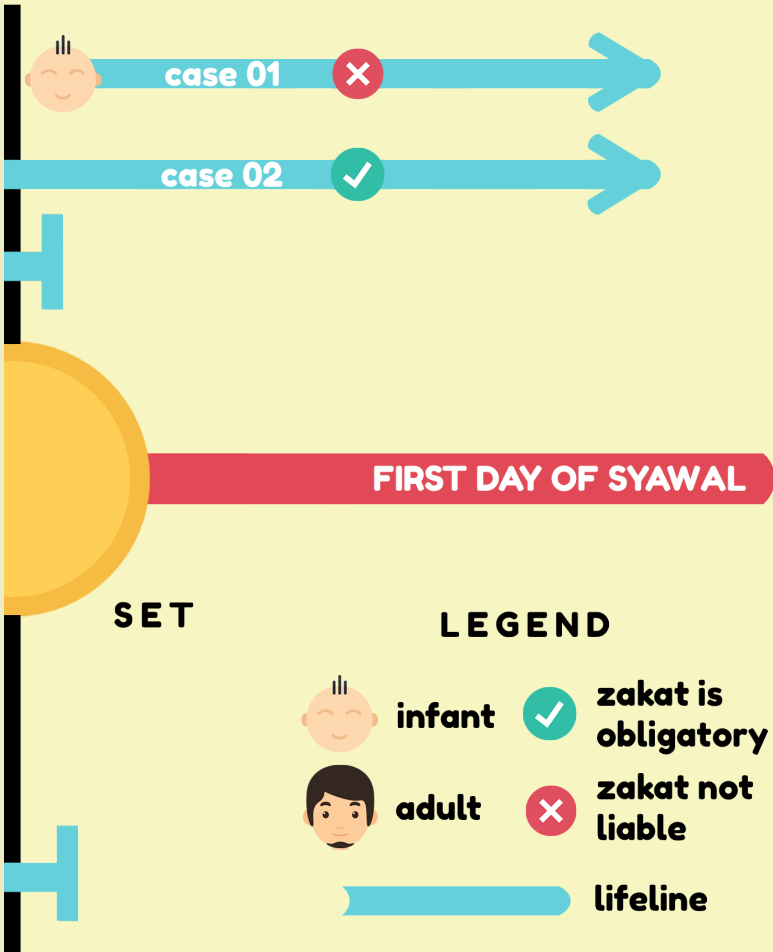 case 01
case 02
FIRST DAY OF SYAWAL
SET
LEGEND
infant
zakat is
obligatory
adult
zakat not
liable
lifeline